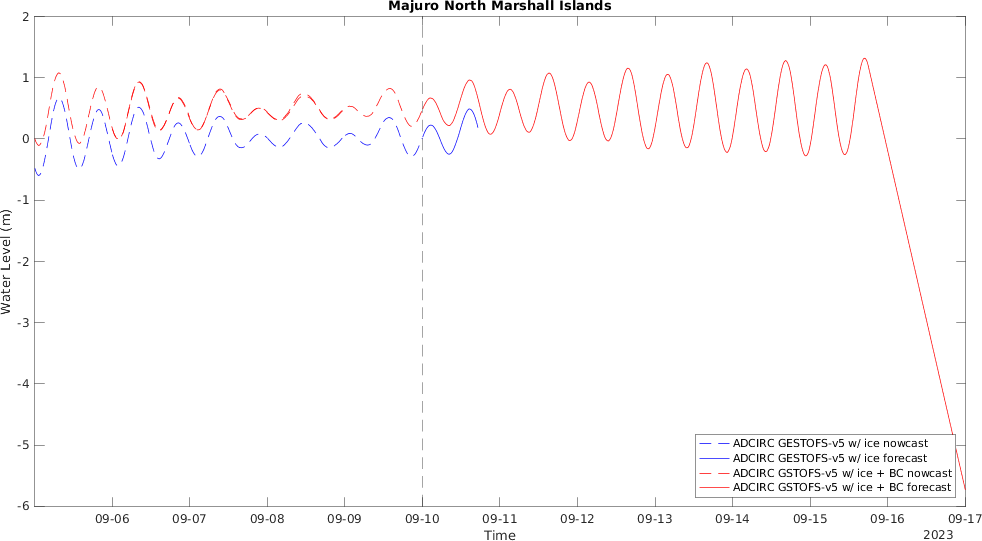 Majuro North Marshall Islands
2
1
0
-1
-2
-3
-4
-5
-6
Water Level (m)
ADCIRC GESTOFS-v5 w/ ice nowcast
ADCIRC GESTOFS-v5 w/ ice forecast
ADCIRC GSTOFS-v5 w/ ice + BC nowcast
ADCIRC GSTOFS-v5 w/ ice + BC forecast
09-06 09-07 09-08 09-09 09-10 09-11 09-12 09-13 09-14 09-15 09-16 09-17
Time
2023